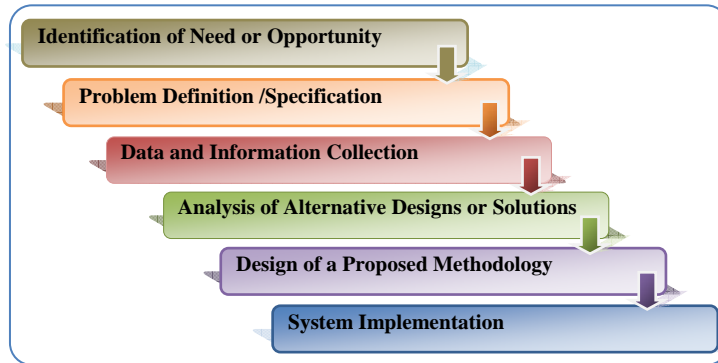 Identification of Need or Opportunity
Problem Definition /Specification
Data and Information Collection
Analysis of Alternative Designs or Solutions
Design of a Proposed Methodology
System Implementation